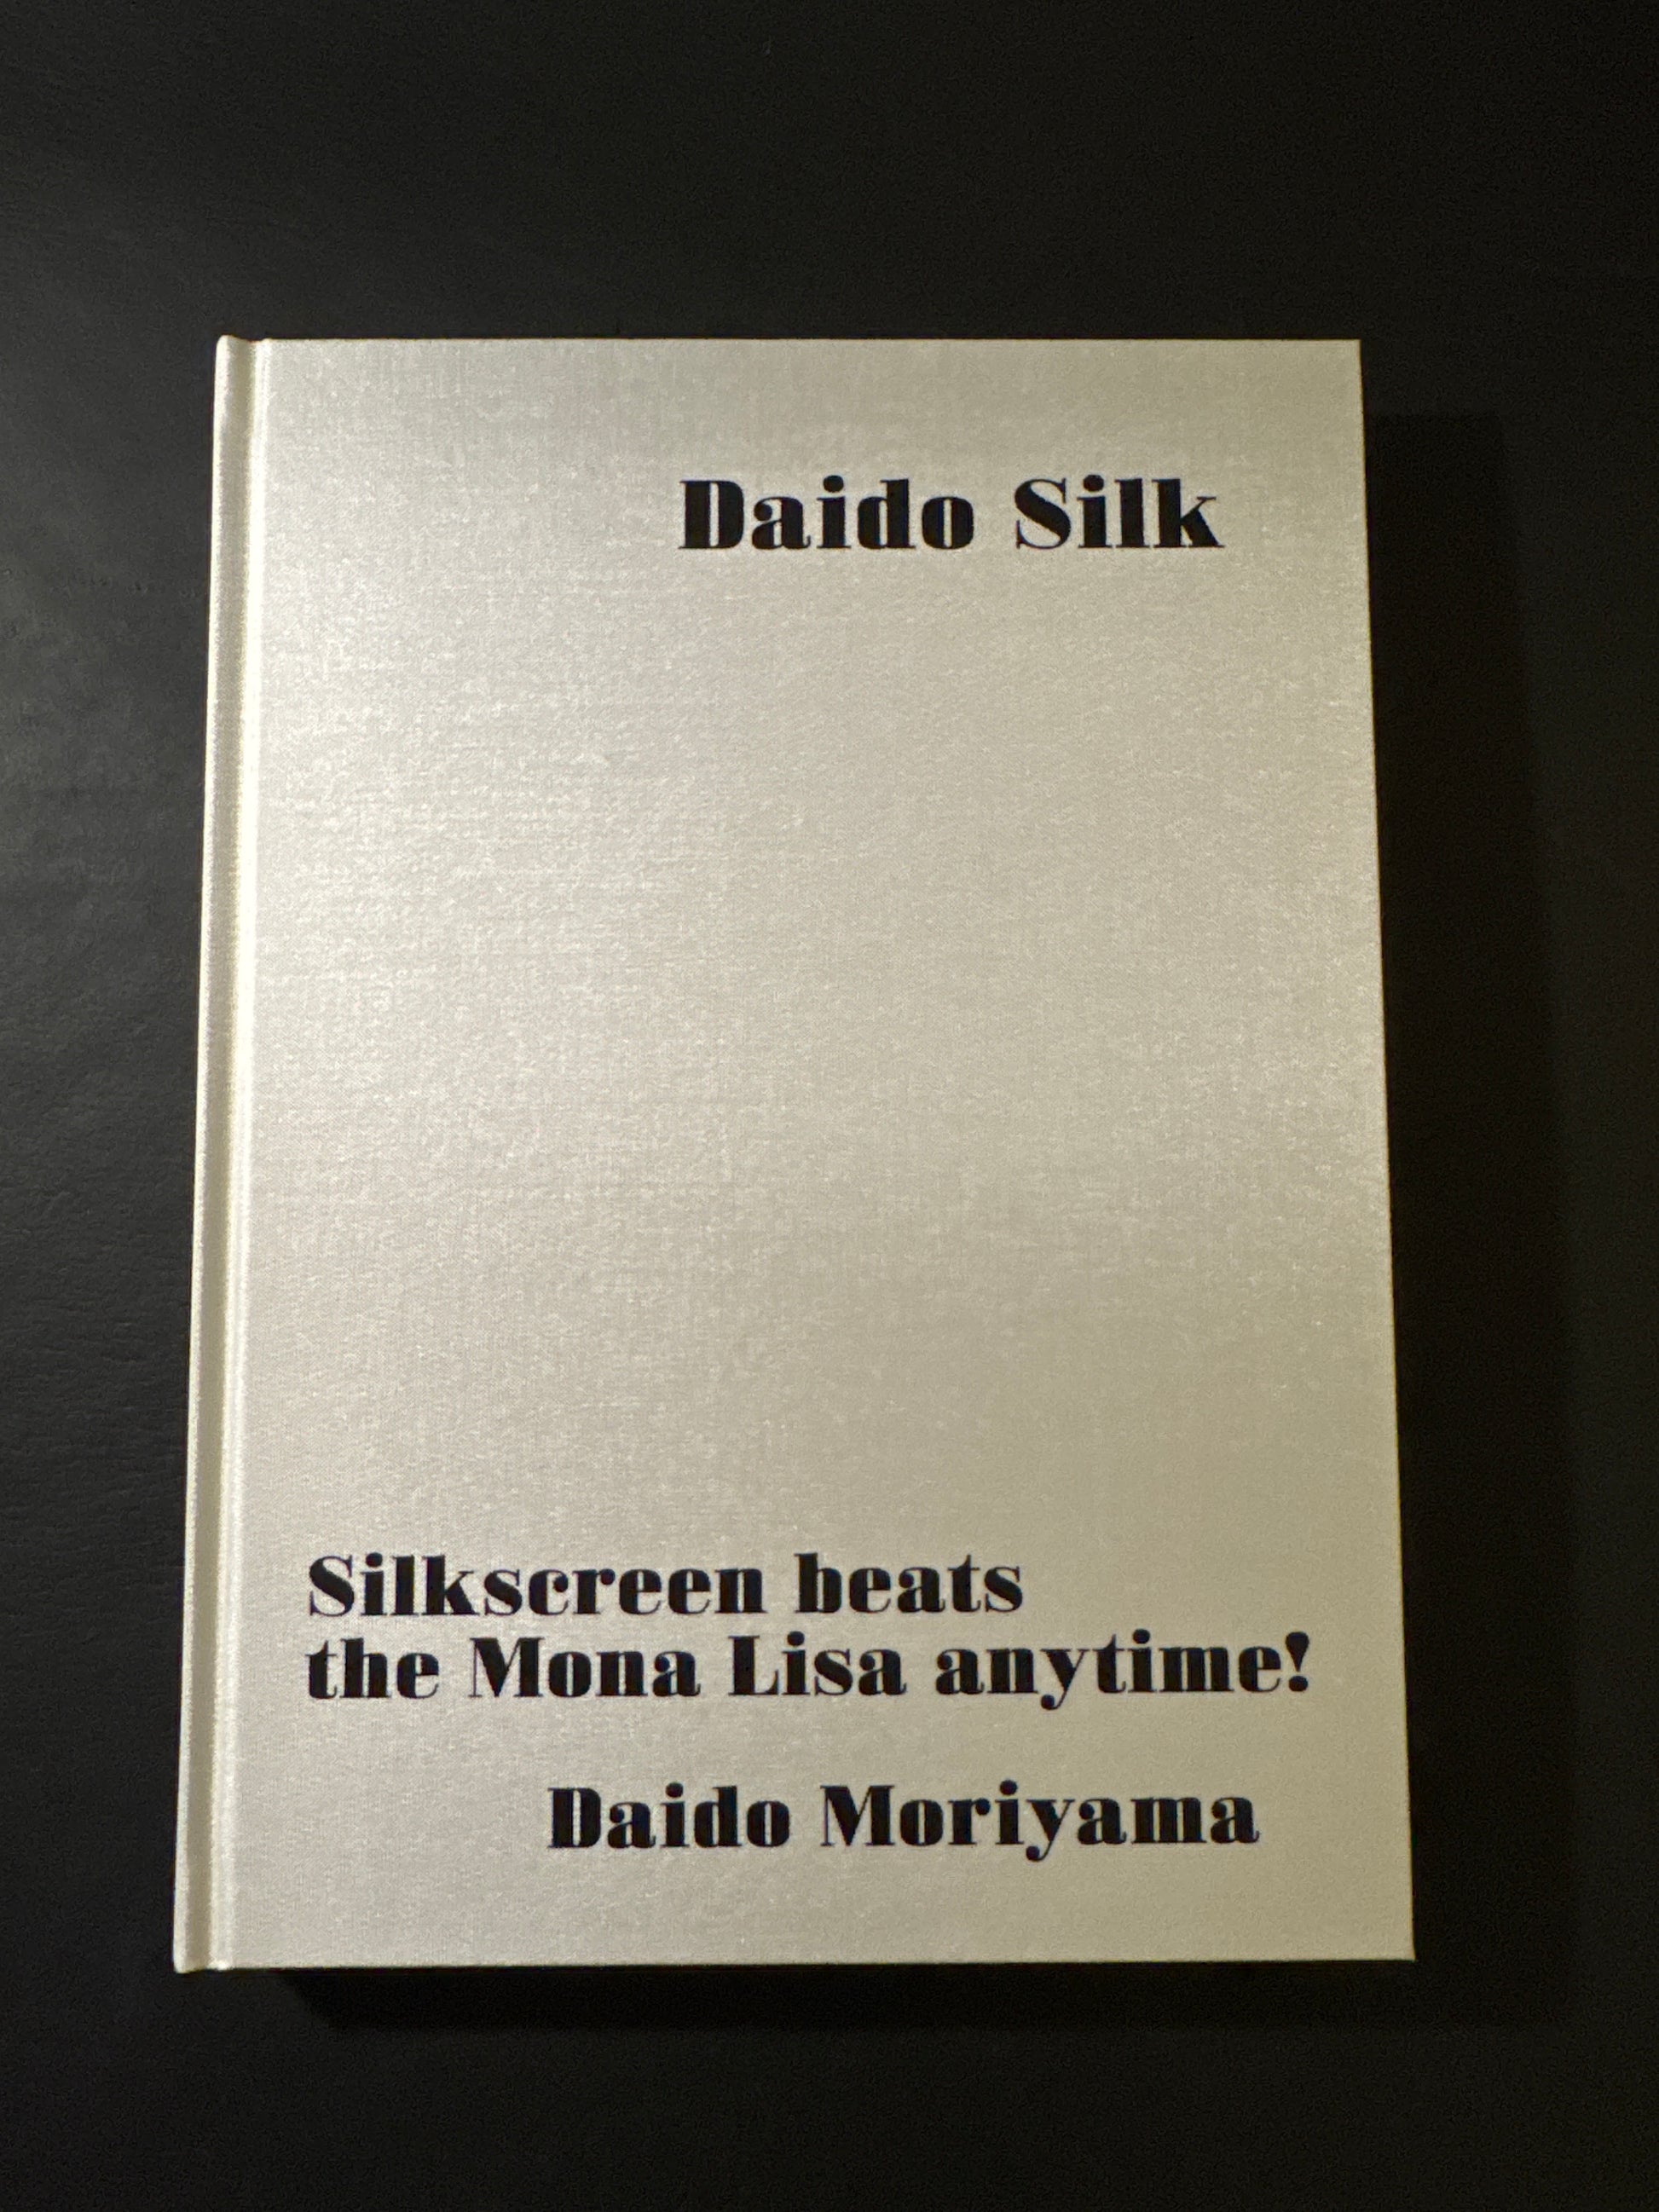 Daido Silk
Silkscreen beats
the Mona Lisa anytime!
Daido Moriyama